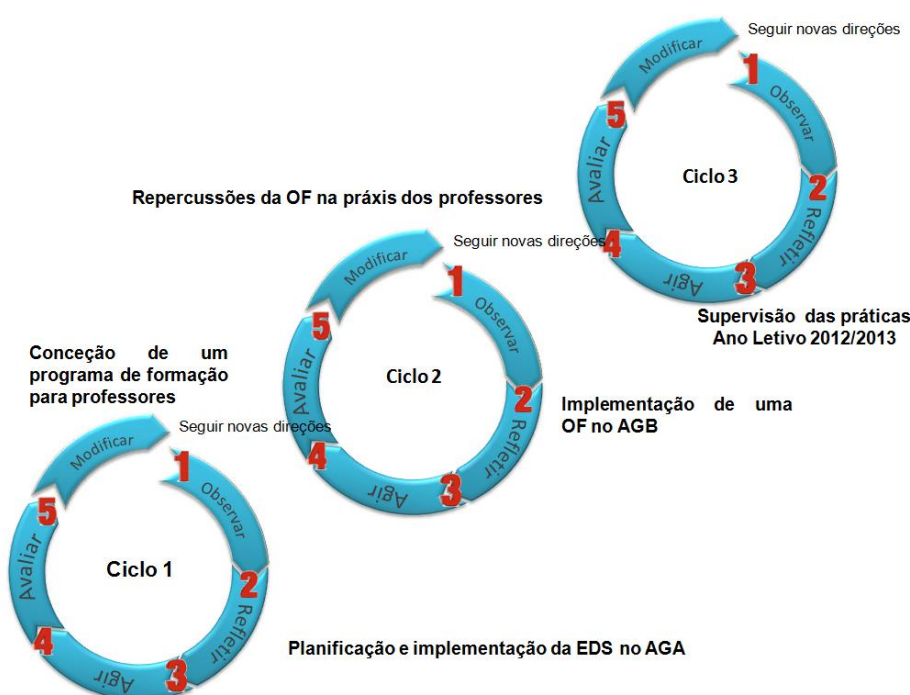 Seguir novas direções
Modificar
1
Observar
5
Avaliar
Ciclo 3
2
Refletir
4
Agir
3
Repercussões da OF na práxis dos professores
Supervisão das práticas
Ano Letivo 2012/2013
Seguir novas direções
Modificar
1
Observar
5
Avaliar
Ciclo 2
2
Refletir
4
Agir
3
Implementação de uma
OF no AGB
Conceção de um
programa de formação
para professores
Seguir novas direções
Modificar
1
Observar
5
Avaliar
Ciclo 1
2
Refletir
4
Agir
3
Planificação e implementação da EDS no AGA